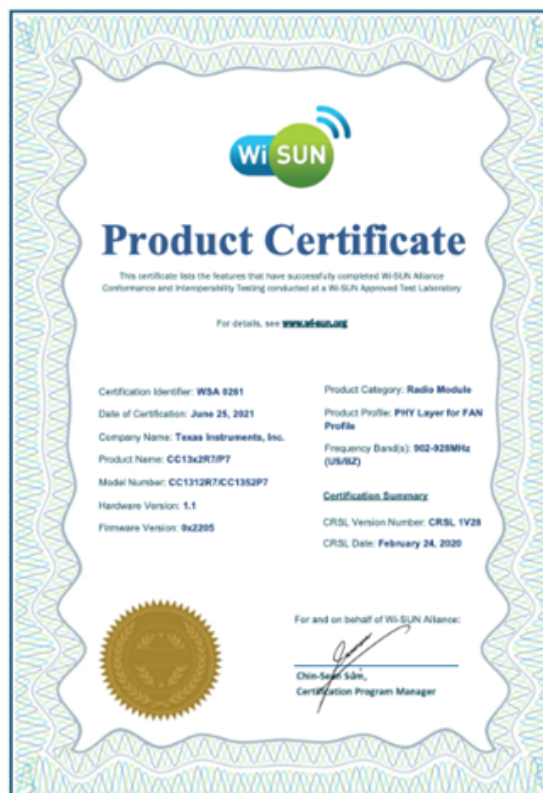 Wi SUN
Product Certificate
This certificate lists the features that have successfully completed Wi-SUN Alliance
Conformance and Interoperability Testing conducted at a Wi-SUN Approved Test Laboratory
For details, see www.wi-sun.org
Certification Identifier: WSA 0261
Date of Certification: June 25, 2021
Company Name: Texas Instruments, Inc.
Product Name: CC13x2R7/P7
Model Number: CC1312R7/CC1352P7
Hardware Version: 1.1
Firmware Version: 0x2205
Product Category: Radio Module
Product Profile: PHY Layer for FAN
Profile
Frequency Band(s): 902-928MHz
(US/BZ)
Certification Summary
CRSL Version Number: CRSL 1V28
CRSL Date: February 24, 2020
For and on behalf of Wi-SUN Alliance:
Chin-Sean Sum,
Certification Program Manager